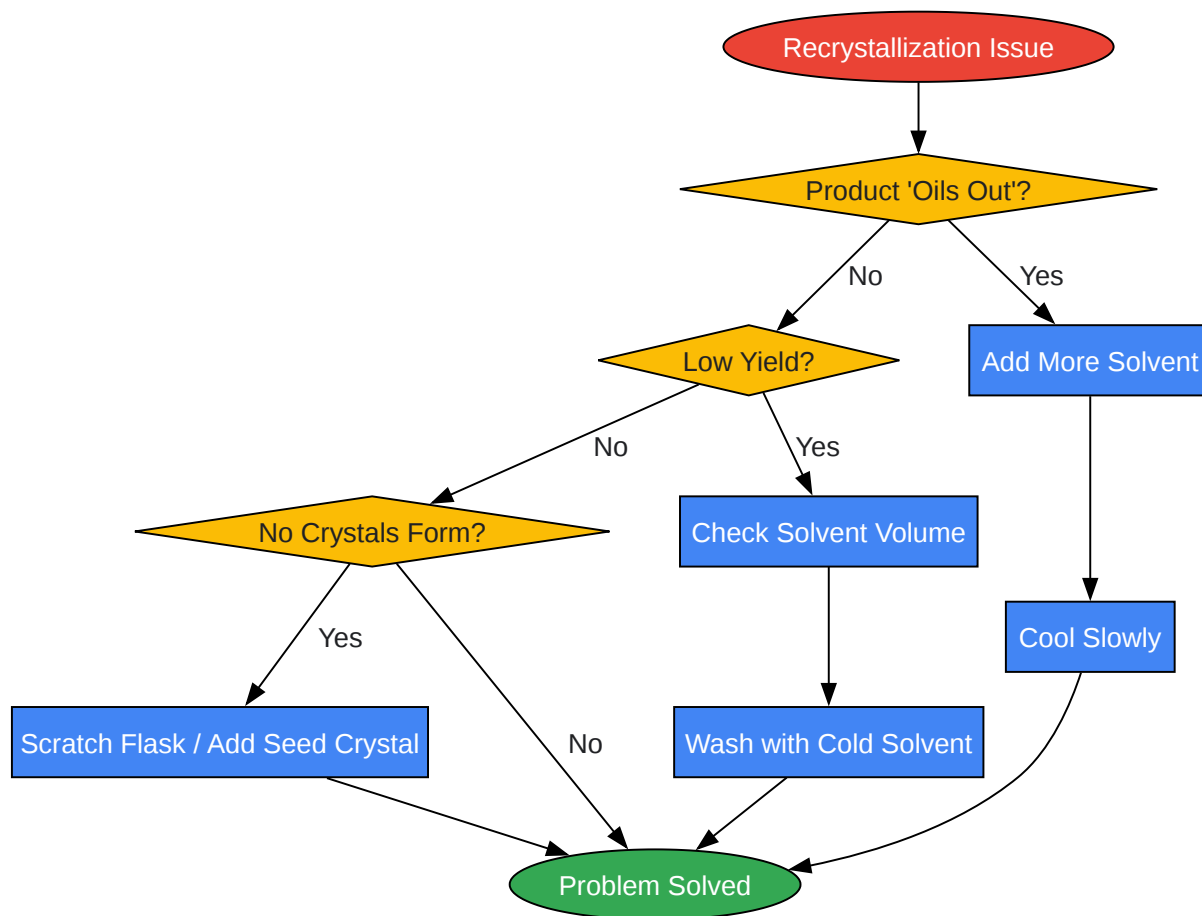 Recrystallization Issue
Product 'Oils Out'?
No
Yes
Low Yield?
Add More Solvent
No
Yes
No Crystals Form?
Check Solvent Volume
Yes
Cool Slowly
Scratch Flask / Add Seed Crystal
No
Wash with Cold Solvent
Problem Solved